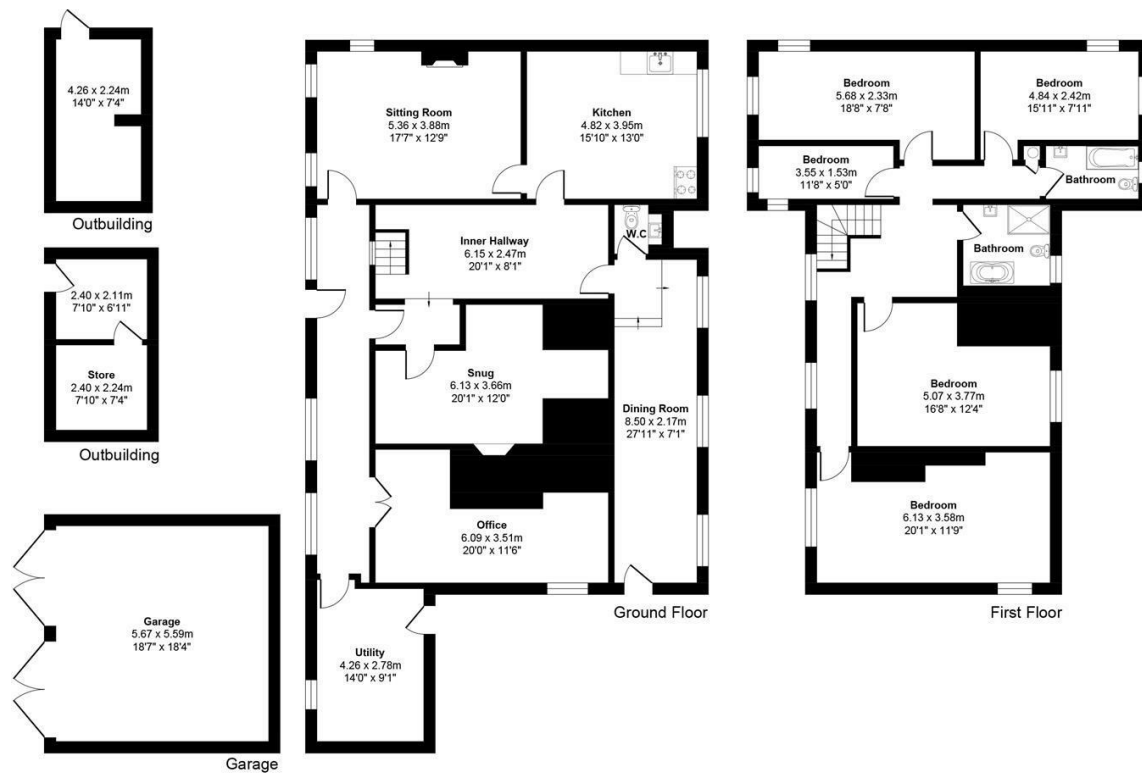 4.26 x 2.24m
14'0" x 7'4"
Outbuilding
2.40 x 2.11m
7'10" x 6'11"
Store
2.40 x 2.24m
7'10" x 7'4"
Outbuilding
Garage
5.67 x 5.59m
18'7" x 18'4"
Garage
Sitting Room
5.36 x 3.88m
17'7" x 12'9"
Kitchen
4.82 x 3.95m
15'10" x 13'0"
Inner Hallway
6.15 x 2.47m
20'1" x 8'1"
W.C
Snug
6.13 x 3.66m
20'1" x 12'0"
Dining Room
8.50 x 2.17m
27'11" x 7'1"
Office
6.09 x 3.51m
20'0" x 11'6"
Utility
4.26 x 2.78m
14'0" x 9'1"
Ground Floor
Bedroom
5.68 x 2.33m
18'8" x 7'8"
Bedroom
4.84 x 2.42m
15'11" x 7'11"
Bedroom
3.55 x 1.53m
11'8" x 5'0"
Bathroom
Bathroom
Bedroom
5.07 x 3.77m
16'8" x 12'4"
Bedroom
6.13 x 3.58m
20'1" x 11'9"
First Floor